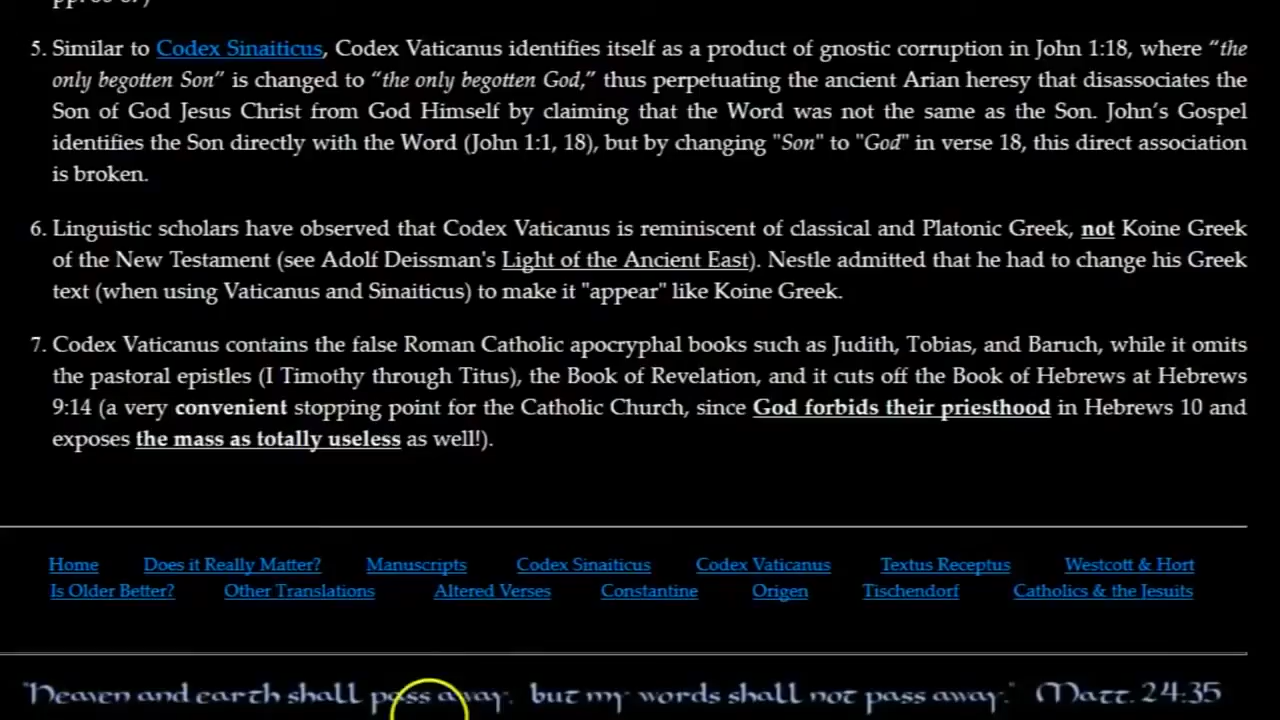 5. Similar to Codex Sinaiticus, Codex Vaticanus identifies itself as a product of gnostic corruption in John 1:18, where “the
only begotten Son” is changed to “the only begotten God,” thus perpetuating the ancient Arian heresy that disassociates the
Son of God Jesus Christ from God Himself by claiming that the Word was not the same as the Son. John’s Gospel
identifies the Son directly with the Word (John 1:1, 18), but by changing "Son" to "God" in verse 18, this direct association
is broken.
6. Linguistic scholars have observed that Codex Vaticanus is reminiscent of classical and Platonic Greek, not Koine Greek
of the New Testament (see Adolf Deissman's Light of the Ancient East). Nestle admitted that he had to change his Greek
text (when using Vaticanus and Sinaiticus) to make it "appear" like Koine Greek.
7. Codex Vaticanus contains the false Roman Catholic apocryphal books such as Judith, Tobias, and Baruch, while it omits
the pastoral epistles (I Timothy through Titus), the Book of Revelation, and it cuts off the Book of Hebrews at Hebrews
9:14 (a very convenient stopping point for the Catholic Church, since God forbids their priesthood in Hebrews 10 and
exposes the mass as totally useless as well!).
Home Does it Really Matter? Manuscripts Codex Sinaiticus Codex Vaticanus Textus Receptus Westcott & Hort
Is Older Better? Other Translations Altered Verses Constantine Origen Tischendorf Catholics & the Jesuits
"Heaven and earth shall pass away, but my words shall not pass away." Matt. 24:35